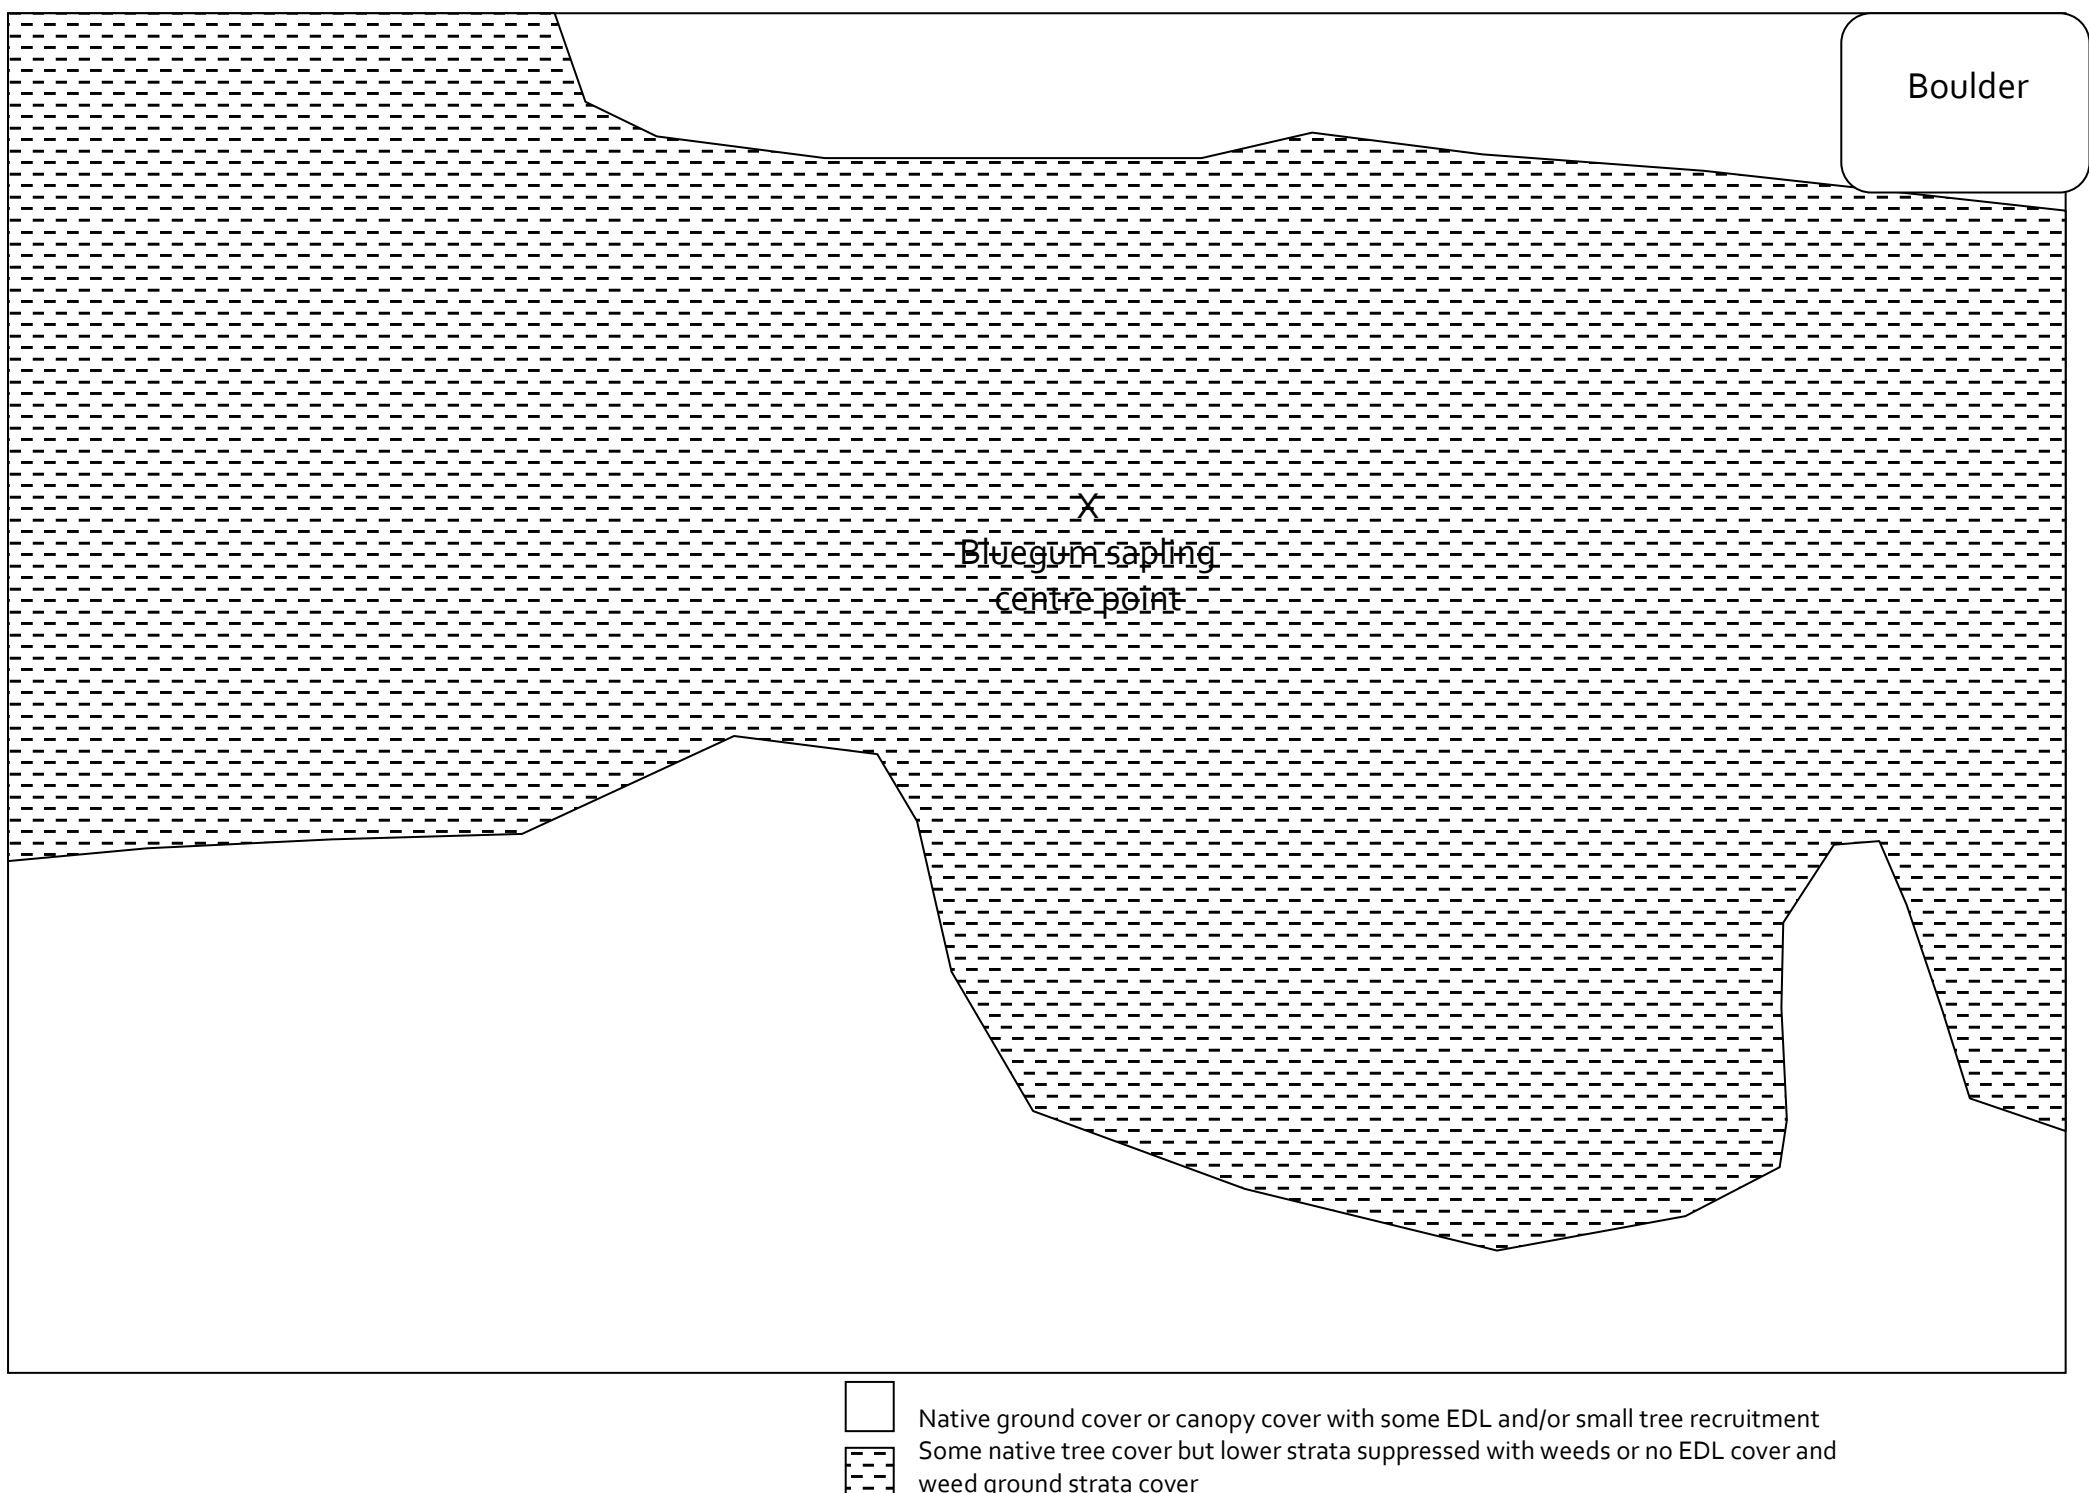 Boulder
X
Bluegum sapling
centre point
Native ground cover or canopy cover with some EDL and/or small tree recruitment
Some native tree cover but lower strata suppressed with weeds or no EDL cover and
weed ground strata cover